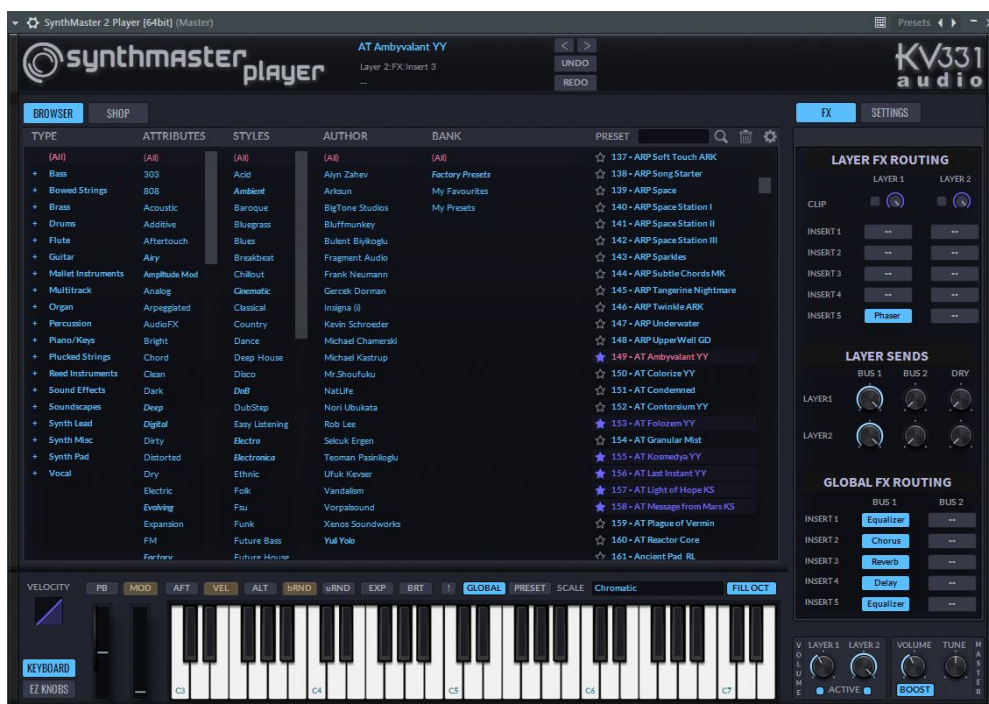 SynthMaster 2 Player [64bit] (Master)
Presets
synthmaster player
AT Ambyvalant YY
Layer 2:FX:Insert 3
--
< >
UNDO
REDO
KV331 audio
BROWSER SHOP
FX SETTINGS
TYPE ATTRIBUTES STYLES AUTHOR BANK PRESET
(All) (All) (All) (All) (All) 137 - ARP Soft Touch ARK
+ Bass 303 Acid Aiyn Zahev Factory Presets 138 - ARP Song Starter
+ Bowed Strings 808 Ambient Arksun My Favourites 139 - ARP Space
+ Brass Acoustic Baroque BigTone Studios My Presets 140 - ARP Space Station I
+ Drums Additive Bluegrass Bluffmunkey 141 - ARP Space Station II
+ Flute Aftertouch Blues Bulent Biyikoglu 142 - ARP Space Station III
+ Guitar Airy Breakbeat Fragment Audio 143 - ARP Sparkles
+ Mallet Instruments Amplitude Mod Chillout Frank Neumann 144 - ARP Subtle Chords MK
+ Multitrack Analog Cinematic Gercek Dorman 145 - ARP Tangerine Nightmare
+ Organ Arpeggiated Classical Insigna (i) 146 - ARP Twinkle ARK
+ Percussion AudioFX Country Kevin Schroeder 147 - ARP Underwater
+ Piano/Keys Bright Dance Michael Chamerski 148 - ARP UpperWell GD
+ Plucked Strings Chord Deep House Michael Kastrup 149 - AT Ambyvalant YY
+ Reed Instruments Clean Disco Mr.Shoufuku 150 - AT Colorize YY
+ Sound Effects Dark DnB NatLife 151 - AT Condemned
+ Soundscapes Deep DubStep Nori Ubukata 152 - AT Contorsium YY
+ Synth Lead Digital Easy Listening Rob Lee 153 - AT Folozem YY
+ Synth Misc Dirty Electro Selcuk Ergen 154 - AT Granular Mist
+ Synth Pad Distorted Electronica Teoman Pasinlioglu 155 - AT Kosmedya YY
+ Vocal Dry Ethnic Ufuk Kevser 156 - AT Last Instant YY
Electric Folk Vandalism 157 - AT Light of Hope KS
Evolving Fsu Vorpalsound 158 - AT Message from Mars KS
Expansion Funk Xenos Soundworks 159 - AT Plague of Vermin
FM Future Bass Yuli Yolo 160 - AT Reactor Core
Factory Future House 161 - Ancient Pad RL
LAYER FX ROUTING
LAYER 1 LAYER 2
CLIP
INSERT 1 -- --
INSERT 2 -- --
INSERT 3 -- --
INSERT 4 -- --
INSERT 5 Phaser --
LAYER SENDS
BUS 1 BUS 2 DRY
LAYER1
LAYER2
GLOBAL FX ROUTING
BUS 1 BUS 2
INSERT 1 Equalizer --
INSERT 2 Chorus --
INSERT 3 Reverb --
INSERT 4 Delay --
INSERT 5 Equalizer --
VELOCITY PB MOD AFT VEL ALT bRND uRND EXP BRT ! GLOBAL PRESET SCALE Chromatic FILL OCT
KEYBOARD
EZ KNOBS
C3 C4 C5 C6 C7
VOLUME LAYER 1 LAYER 2 VOLUME TUNE MASTER
ACTIVE BOOST